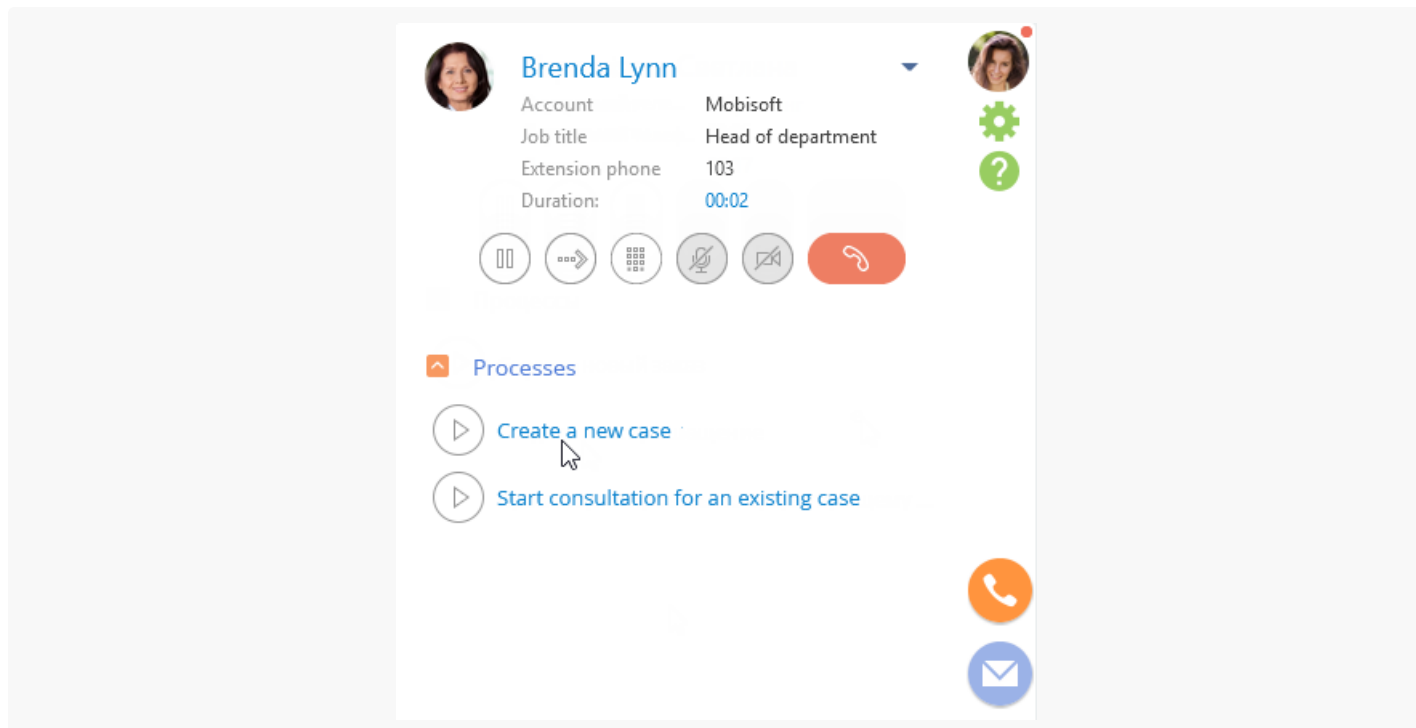 Brenda Lynn
Account Mobisoft
Job title Head of department
Extension phone 103
Duration: 00:02
?
Processes
Create a new case
Start consultation for an existing case